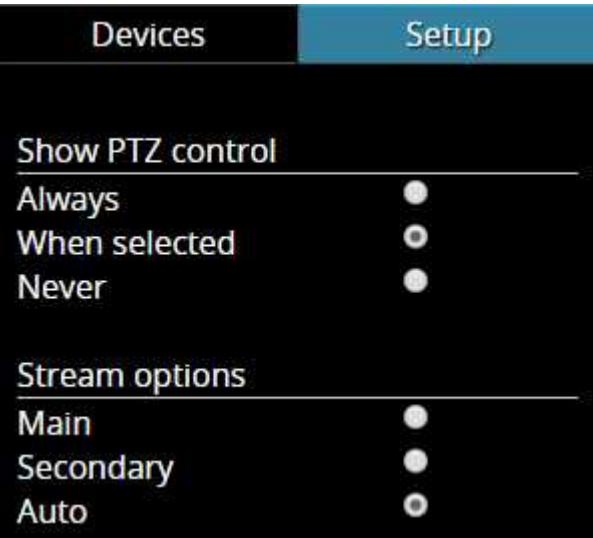 Devices Setup
Show PTZ control
Always
When selected
Never
Stream options
Main
Secondary
Auto